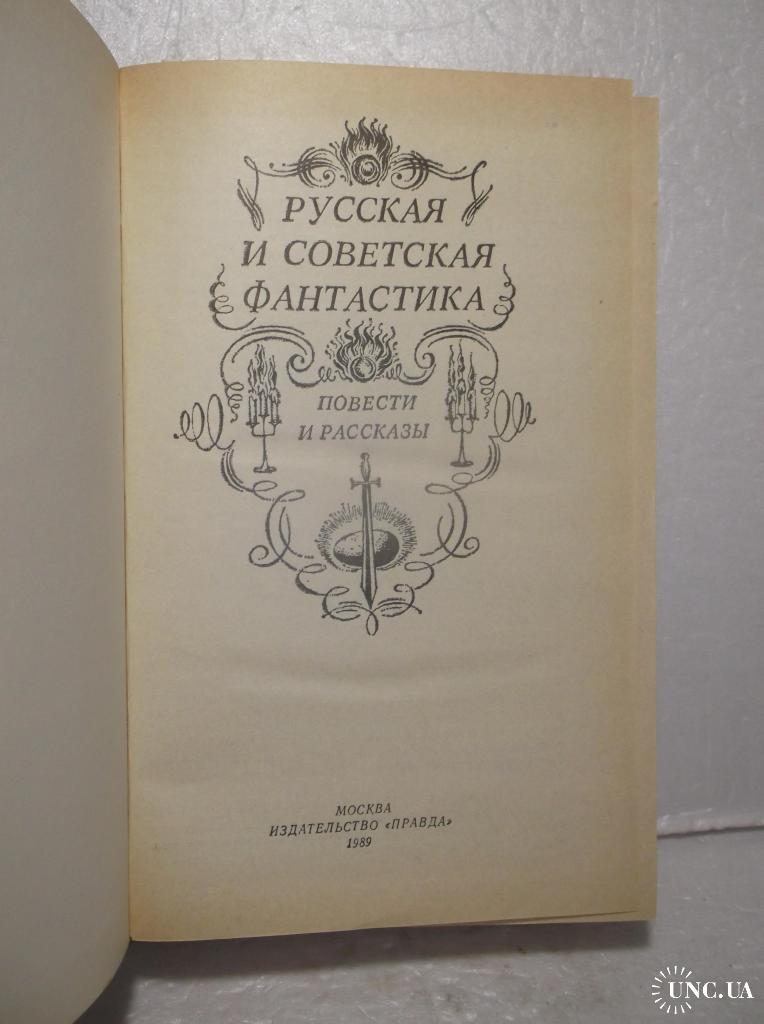 РУССКАЯ
И СОВЕТСКАЯ
ФАНТАСТИКА
ПОВЕСТИ
И РАССКАЗЫ
МОСКВА
ИЗДАТЕЛЬСТВО «ПРАВДА»
1989
UNC.UA